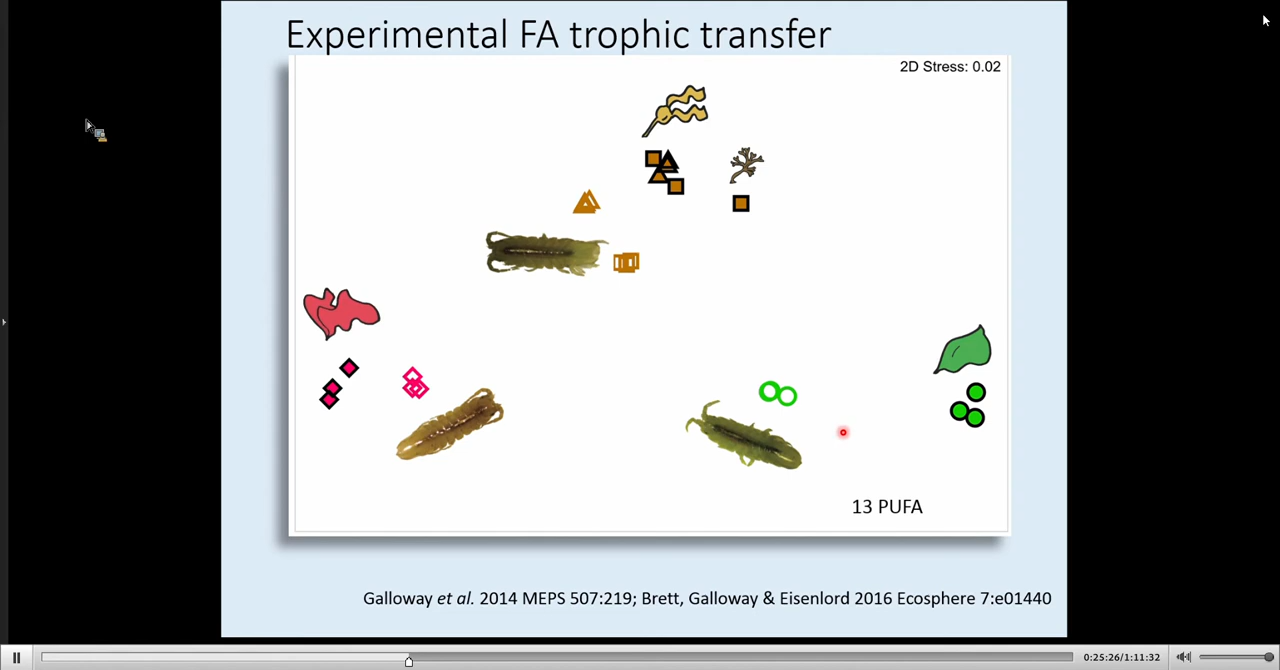 Experimental FA trophic transfer
2D Stress: 0.02
13 PUFA
Galloway et al. 2014 MEPS 507:219; Brett, Galloway & Eisenlord 2016 Ecosphere 7:e01440
0:25:26/1:11:32